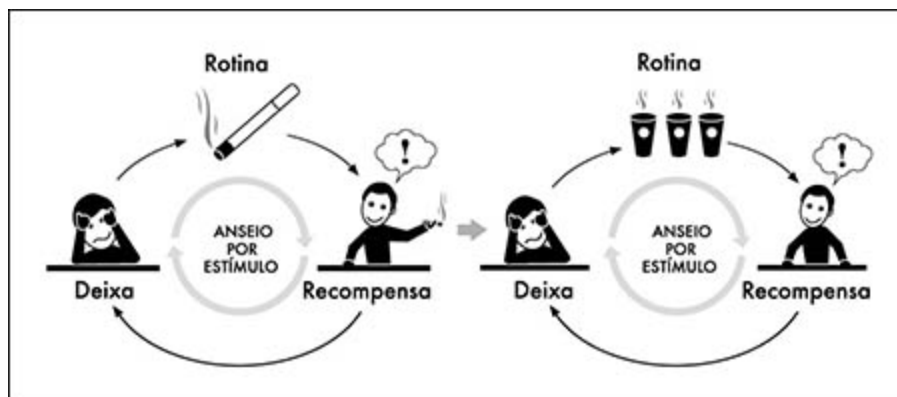 Rotina
!
ANSEIO
POR
ESTÍMULO
Deixa
Recompensa
Rotina
!
ANSEIO
POR
ESTÍMULO
Deixa
Recompensa